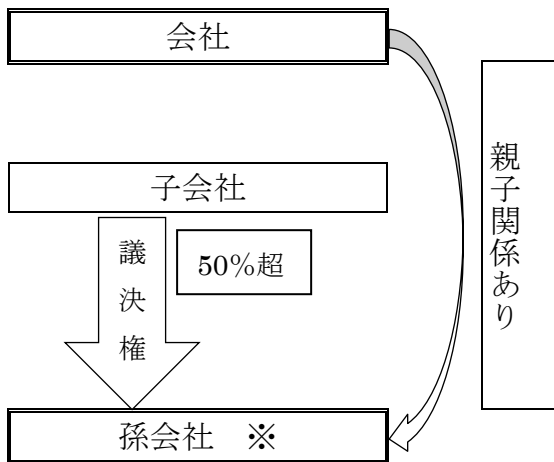 会社
子会社
議決権
50%超
孫会社 ※
親子関係あり